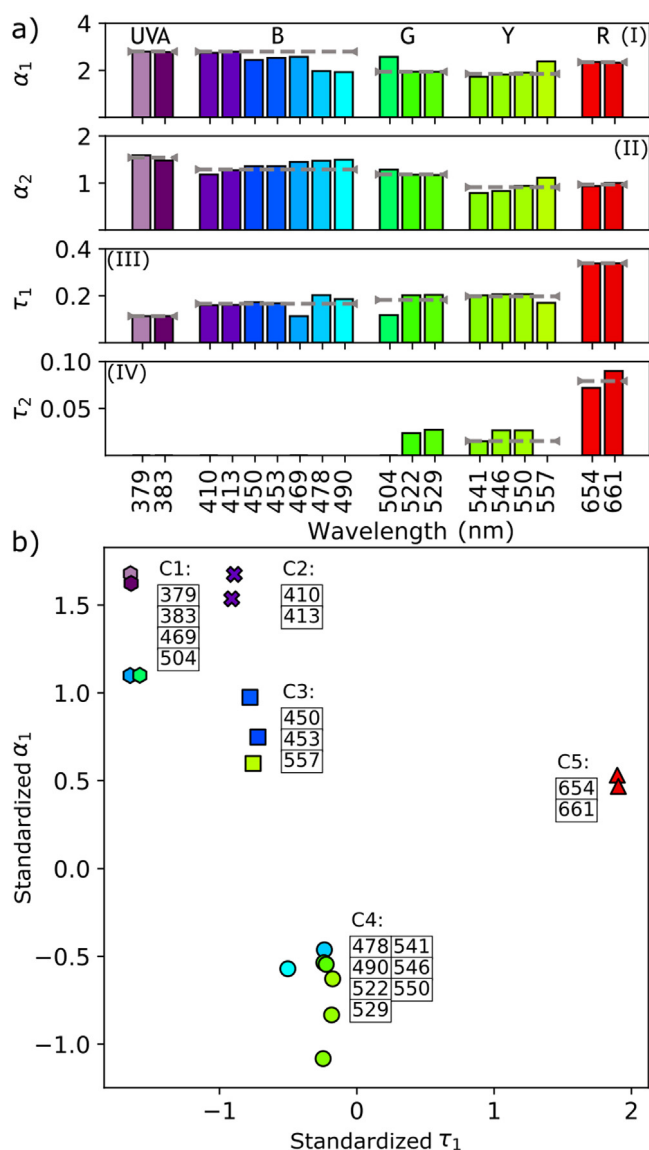 a)
UVA B G Y R (I)
α1
4
2
0
(II)
α2
2
1
0
(III)
τ1
0.4
0.2
0.0
(IV)
τ2
0.10
0.05
379 383 410 413 450 453 469 478 490 504 522 529 541 546 550 557 654 661
Wavelength (nm)
b)
C1:
379
383
469
504
C2:
410
413
C3:
450
453
557
C5:
654
661
C4:
478 541
490 546
522 550
529
Standardized α1
1.5
1.0
0.5
0.0
−0.5
−1.0
−1 0 1 2
Standardized τ1